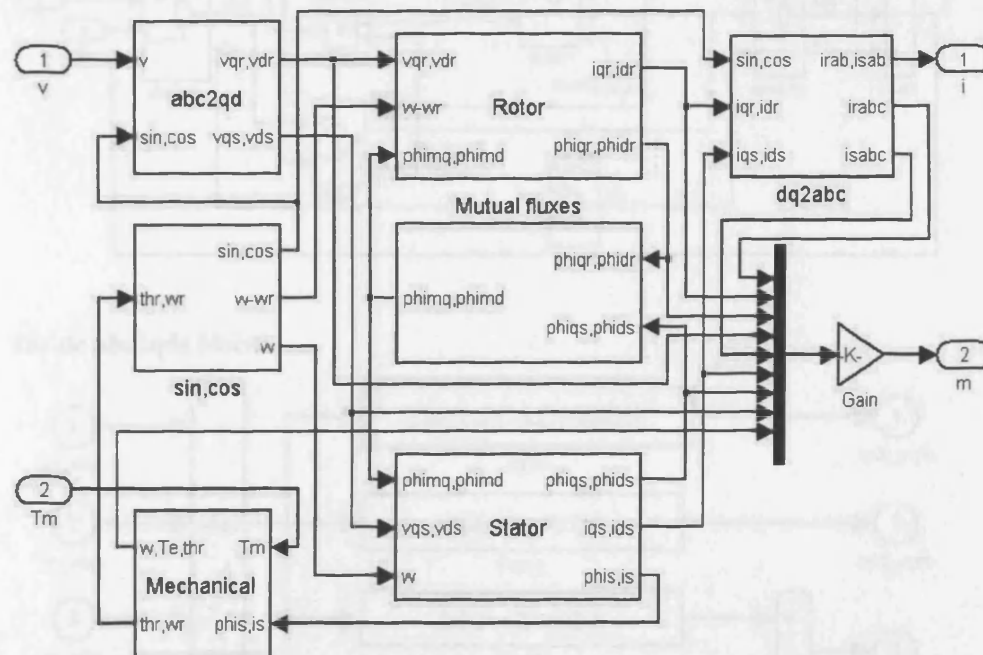 1
v
v
vqr,vdr
abc2qd
sin,cos
vqs,vds
vqr,vdr
iqr,idr
w-wr
Rotor
phimq,phimd
phiqr,phidr
sin,cos
irab,isab
iqr,idr
irabc
iqs,ids
isabc
dq2abc
1
i
Mutual fluxes
phiqr,phidr
phimq,phimd
phiqs,phids
sin,cos
thr,wr
w-wr
w
sin,cos
-K-
Gain
2
m
2
Tm
w,Te,thr
Tm
Mechanical
thr,wr
phis,is
phimq,phimd
phiqs,phids
vqs,vds
Stator
iqs,ids
w
phis,is